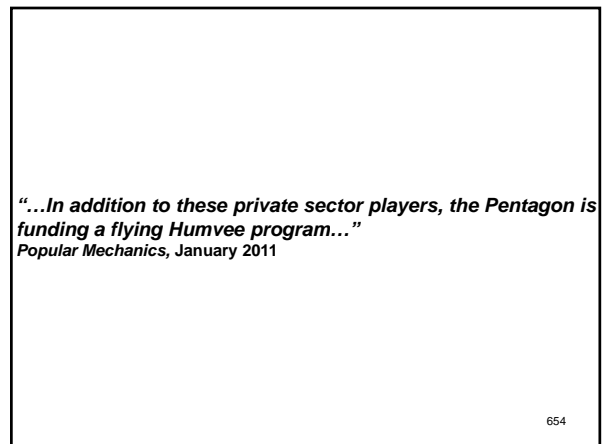 “…In addition to these private sector players, the Pentagon is
funding a flying Humvee program…”
Popular Mechanics, January 2011
654